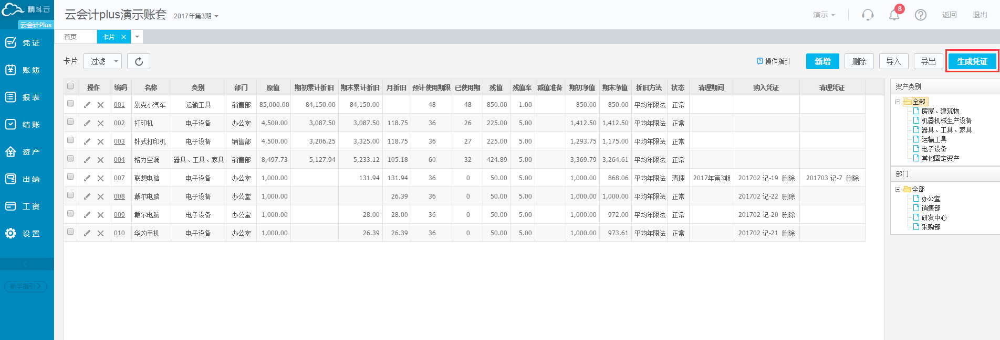 精斗云
云会计Plus
云会计plus演示账套 2017年第3期
演示 8 返回 退出
首页 卡片
凭证
账簿
报表
结账
资产
出纳
工资
设置
新手指引
卡片 过滤 操作指引 新增 删除 导入 导出 生成凭证
操作 编码 名称 类别 部门 原值 期初累计折旧 期末累计折旧 月折旧 预计使用期限 已使用期 残值 残值率 减值准备 期初净值 期末净值 折旧方法 状态 清理期间 购入凭证 清理凭证
001 别克小汽车 运输工具 销售部 85,000.00 84,150.00 84,150.00 48 48 850.00 1.00 850.00 850.00 平均年限法 正常
002 打印机 电子设备 办公室 4,500.00 3,087.50 3,087.50 118.75 36 26 225.00 5.00 1,412.50 1,412.50 平均年限法 正常
003 针式打印机 电子设备 销售部 4,500.00 3,206.25 3,325.00 118.75 36 27 225.00 5.00 1,293.75 1,175.00 平均年限法 正常
004 格力空调 器具、工具、家具 销售部 8,497.73 5,127.94 5,233.12 105.18 60 32 424.89 5.00 3,369.79 3,264.61 平均年限法 正常
007 联想电脑 电子设备 办公室 1,000.00 131.94 131.94 36 0 50.00 5.00 1,000.00 868.06 平均年限法 清理 2017年第3期 201702 记-19 删除 201703 记-7 删除
008 戴尔电脑 电子设备 办公室 1,000.00 26.39 36 0 50.00 5.00 1,000.00 1,000.00 平均年限法 正常 201702 记-22 删除
009 戴尔电脑 电子设备 办公室 1,000.00 28.00 28.00 36 0 50.00 5.00 1,000.00 972.00 平均年限法 正常 201702 记-20 删除
010 华为手机 电子设备 办公室 1,000.00 26.39 26.39 36 0 50.00 5.00 1,000.00 973.61 平均年限法 正常 201702 记-21 删除
资产类别
全部
房屋、建筑物
机器机械生产设备
器具、工具、家具
运输工具
电子设备
其他固定资产
部门
全部
办公室
销售部
研发中心
采购部